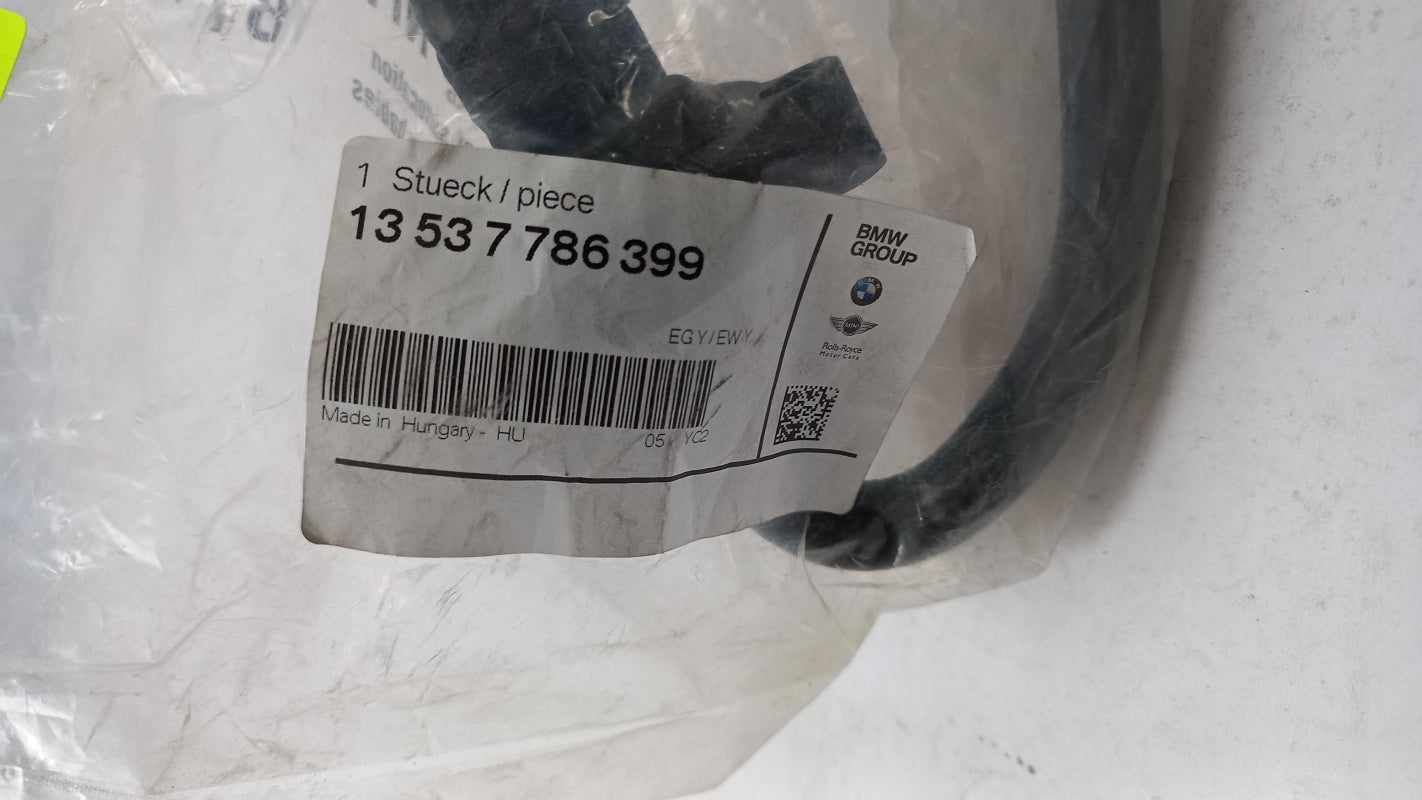 1 Stueck / piece
13 53 7 786 399
EGY/EWY
Made in Hungary - HU
05 YC2
BMW
GROUP
MINI
Rolls-Royce
Motor Cars